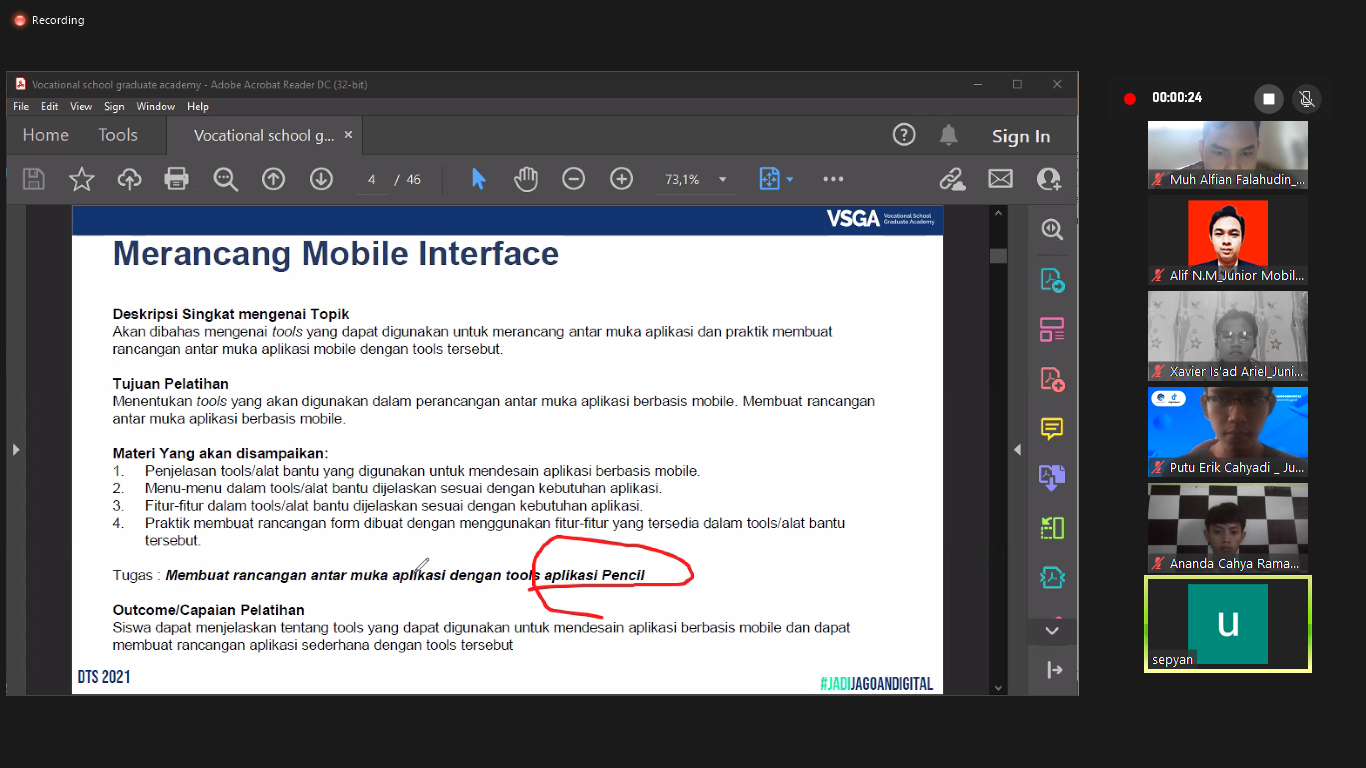 Recording
Vocational school graduate academy - Adobe Acrobat Reader DC (32-bit)
File Edit View Sign Window Help
Home Tools Vocational school g... × Sign In
4 / 46 73,1%
VSGA Vocational School
Graduate Academy
Merancang Mobile Interface
Deskripsi Singkat mengenai Topik
Akan dibahas mengenai tools yang dapat digunakan untuk merancang antar muka aplikasi dan praktik membuat
rancangan antar muka aplikasi mobile dengan tools tersebut.
Tujuan Pelatihan
Menentukan tools yang akan digunakan dalam perancangan antar muka aplikasi berbasis mobile. Membuat rancangan
antar muka aplikasi berbasis mobile.
Materi Yang akan disampaikan:
1. Penjelasan tools/alat bantu yang digunakan untuk mendesain aplikasi berbasis mobile.
2. Menu-menu dalam tools/alat bantu dijelaskan sesuai dengan kebutuhan aplikasi.
3. Fitur-fitur dalam tools/alat bantu dijelaskan sesuai dengan kebutuhan aplikasi.
4. Praktik membuat rancangan form dibuat dengan menggunakan fitur-fitur yang tersedia dalam tools/alat bantu
tersebut.
Tugas : Membuat rancangan antar muka aplikasi dengan tools aplikasi Pencil
Outcome/Capaian Pelatihan
Siswa dapat menjelaskan tentang tools yang dapat digunakan untuk mendesain aplikasi berbasis mobile dan dapat
membuat rancangan aplikasi sederhana dengan tools tersebut
DTS 2021 #JADIJAGOANDIGITAL
00:00:24
Muh Alfian Falahudin_...
Alif N.M_Junior Mobil...
Xavier Is'ad Ariel_Juni...
Putu Erik Cahyadi _ Ju...
Ananda Cahya Rama...
u
sepyan